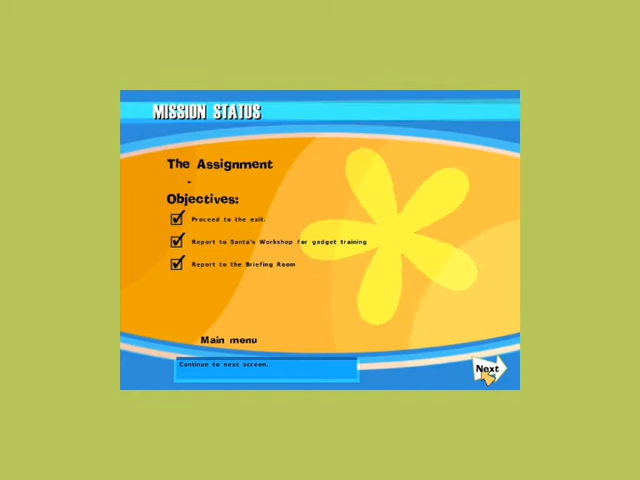 MISSION STATUS
The Assignment
-
Objectives:
Proceed to the exit.
Report to Santa's Workshop for gadget training
Report to the Briefing Room
Main menu
Continue to next screen.
Next